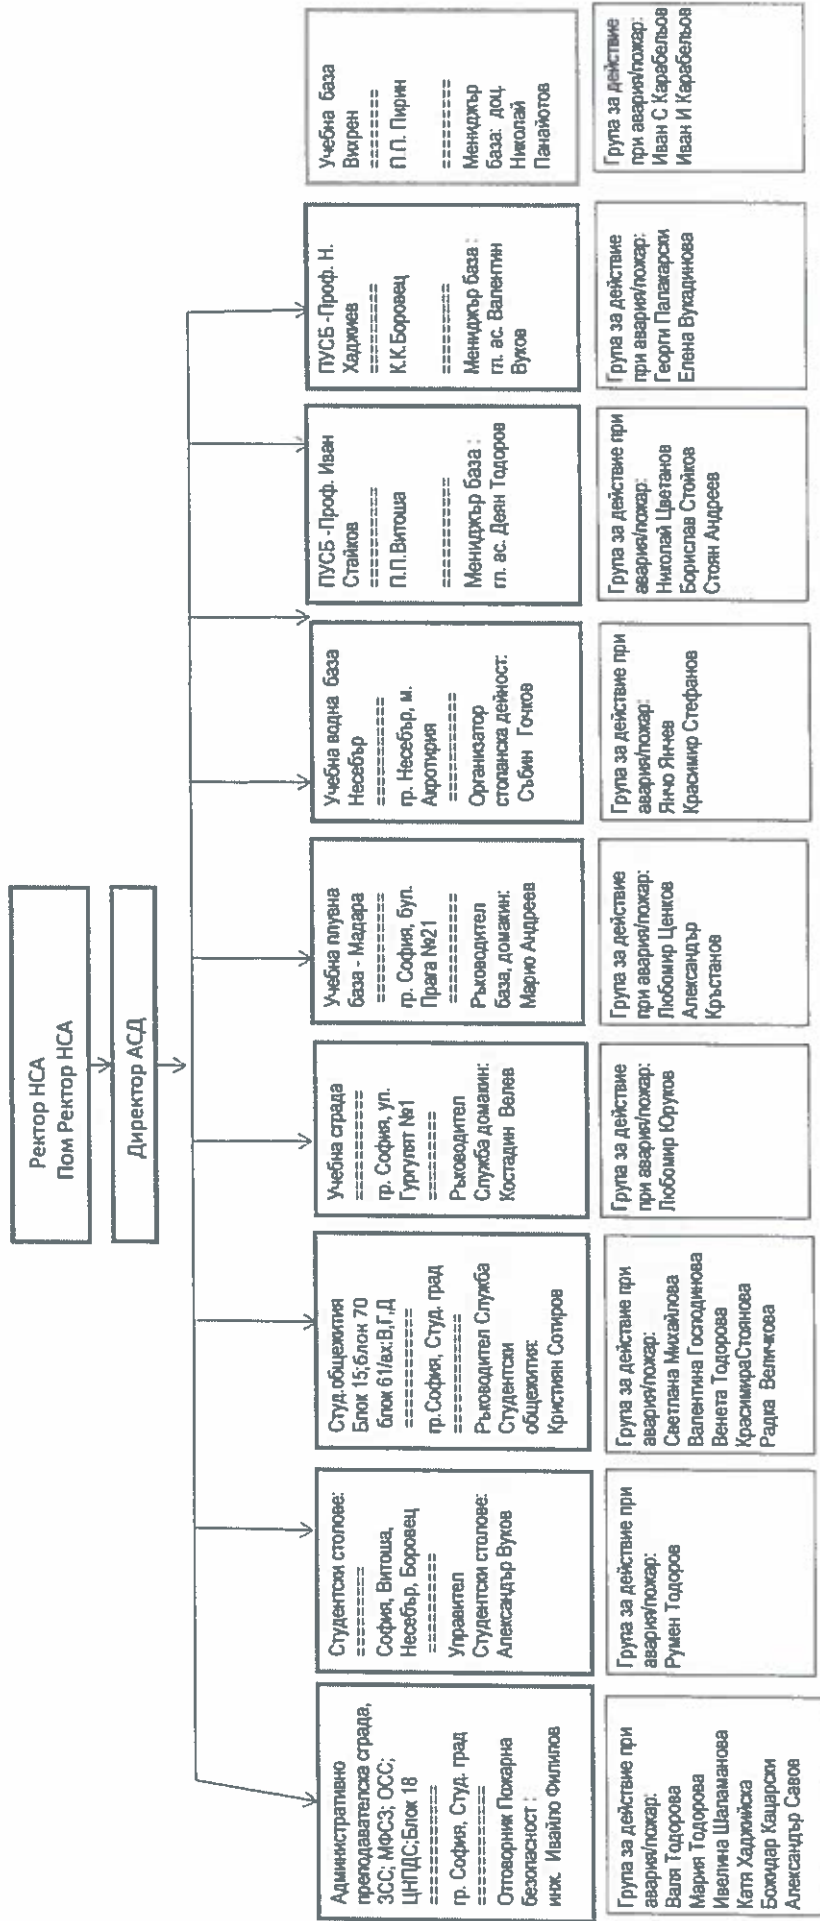 Ректор НСА
Пом Ректор НСА
Директор АСД
Административно
преподавателска сграда,
ЗСС; МФСЗ; ОСС;
ЦНПДС;Блок 18
===========
гр. София, Студ. град
===========
Отговорник Пожарна
безопасност :
инж. Ивайло Филипов
Група за действие при
авария/пожар:
Валя Тодорова
Мария Тодорова
Ивелина Шаламанова
Катя Хаджийска
Божидар Кацарски
Александър Савов
Студентски столове:
=========
София, Витоша,
Несебър, Боровец
=========
Управител
Студентски столове:
Александър Вуков
Група за действие при
авария/пожар:
Румен Тодоров
Студ.общежития
Блок 15;блок 70
блок 61/вх:В,Г,Д
===========
гр.София, Студ. град
===========
Ръководител Служба
Студентски
общежития:
Кристиян Сотиров
Група за действие при
авария/пожар:
Светлана Михайлова
Валентина Господинова
Венета Тодорова
КрасимираСтоянова
Радка Величкова
Учебна сграда
===========
гр. София, ул.
Гургулят №1
=========
Ръководител
Служба домакин:
Костадин Велев
Група за действие
при авария/пожар:
Любомир Юруков
Учебна плувна
база - Мадара
===========
гр. София, бул.
Прага №21
===========
Ръководител
база, домакин:
Марио Андреев
Група за действие
при авария/пожар:
Любомир Ценков
Александър
Кръстанов
Учебна водна база
Несебър
===========
гр. Несебър, м.
Акротирия
===========
Организатор
стопанска дейност:
Събин Гочков
Група за действие при
авария/пожар:
Янчо Янчев
Красимир Стефанов
ПУСБ -Проф. Иван
Стайков
==========
П.П.Витоша
==========
Мениджър база :
гл. ас. Деян Тодоров
Група за действие при
авария/пожар:
Николай Цветанов
Борислав Стойков
Стоян Андреев
ПУСБ -Проф. Н.
Хаджиев
==========
К.К.Боровец
==========
Мениджър база :
гл. ас. Валентин
Вуков
Група за действие
при авария/пожар:
Георги Папакарски
Елена Вукадинова
Учебна база
Вихрен
=========
П.П. Пирин
=========
Мениджър
база: доц.
Николай
Панайотов
Група за действие
при авария/пожар:
Иван С Карабельов
Иван И Карабельов